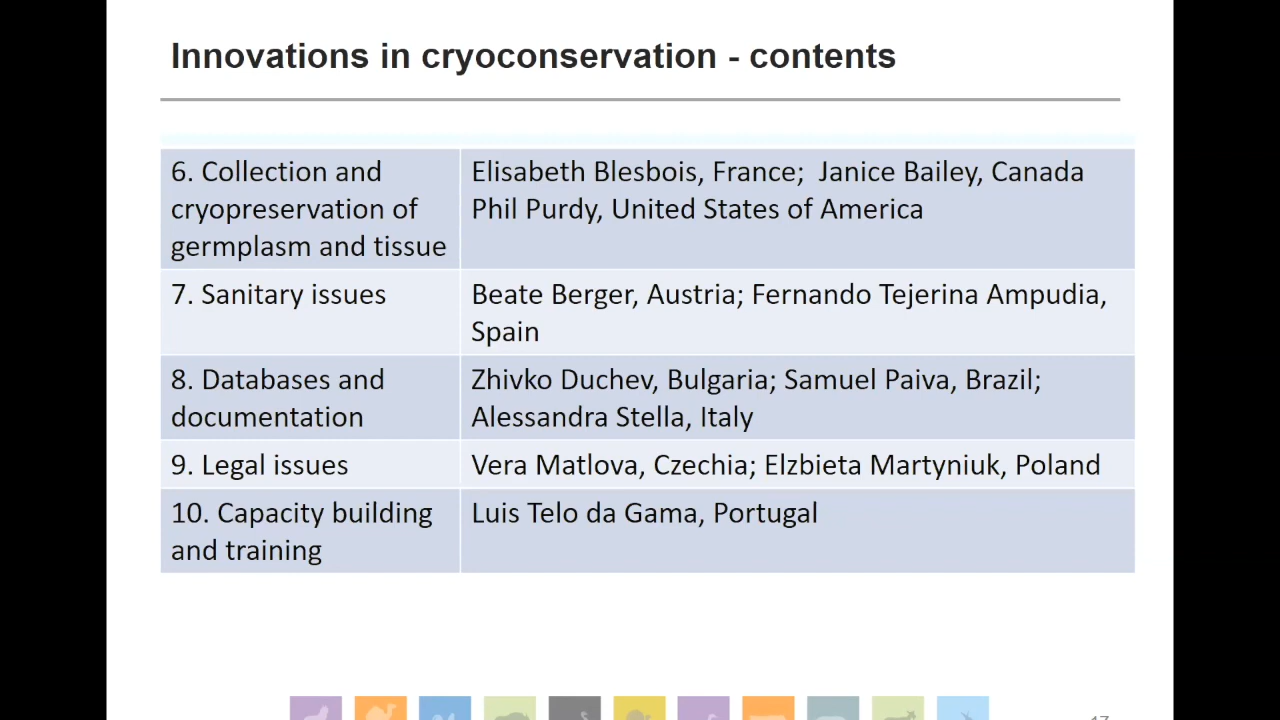 Innovations in cryoconservation - contents
6. Collection and
cryopreservation of
germplasm and tissue
Elisabeth Blesbois, France;  Janice Bailey, Canada
Phil Purdy, United States of America
7. Sanitary issues
Beate Berger, Austria; Fernando Tejerina Ampudia,
Spain
8. Databases and
documentation
Zhivko Duchev, Bulgaria; Samuel Paiva, Brazil;
Alessandra Stella, Italy
9. Legal issues
Vera Matlova, Czechia; Elzbieta Martyniuk, Poland
10. Capacity building
and training
Luis Telo da Gama, Portugal